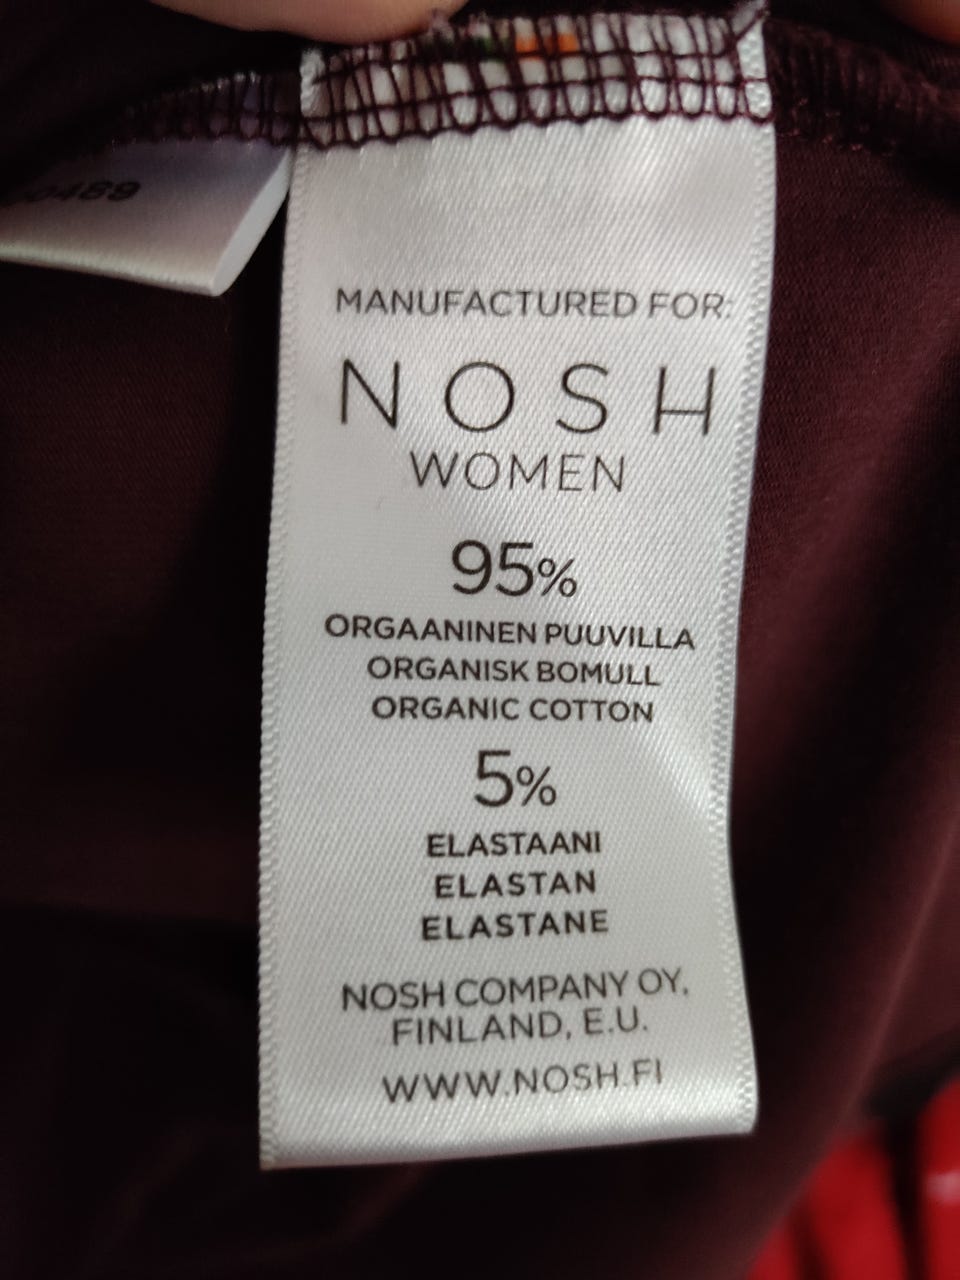 0489
MANUFACTURED FOR:
NOSH
WOMEN
95%
ORGAANINEN PUUVILLA
ORGANISK BOMULL
ORGANIC COTTON
5%
ELASTAANI
ELASTAN
ELASTANE
NOSH COMPANY OY,
FINLAND, E.U.
WWW.NOSH.FI